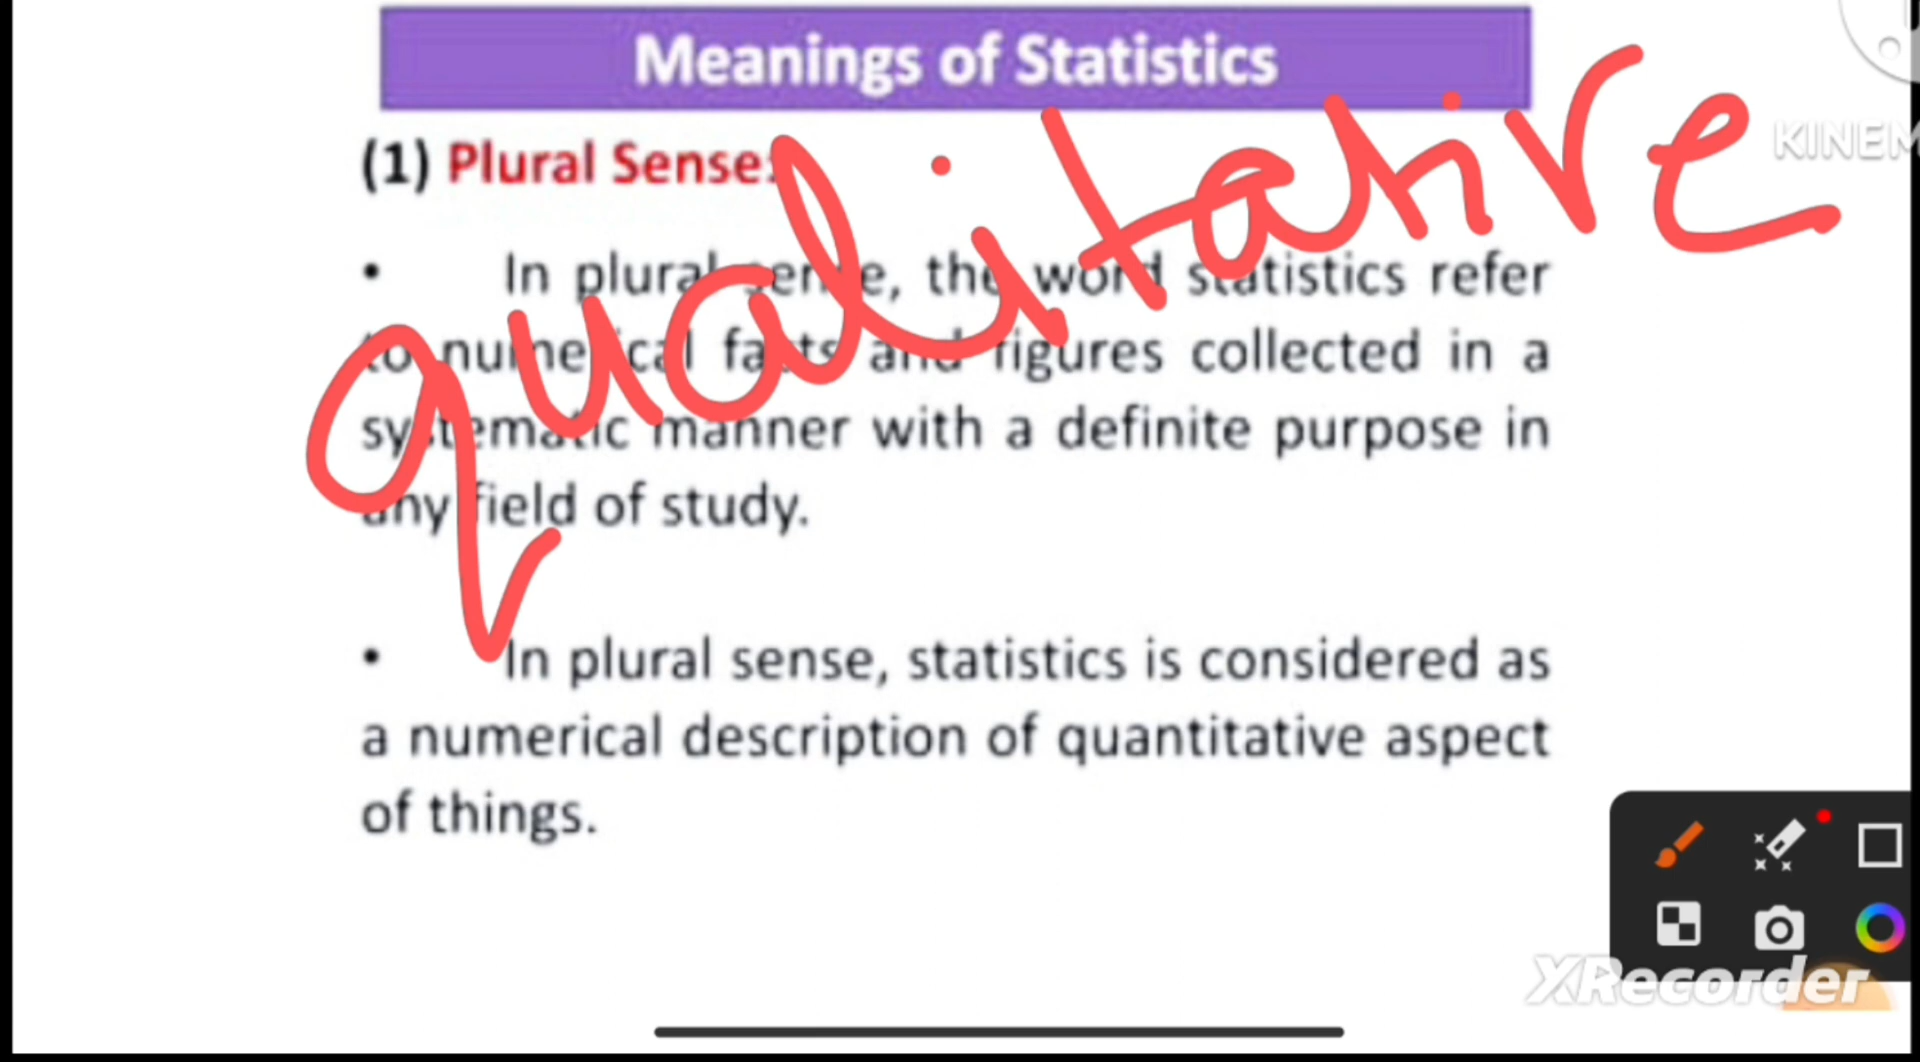 Meanings of Statistics
KINEM
(1) Plural Sense:
qualitative
• In plural sense, the word statistics refer
to numerical facts and figures collected in a
systematic manner with a definite purpose in
any field of study.
• In plural sense, statistics is considered as
a numerical description of quantitative aspect
of things.
XRecorder